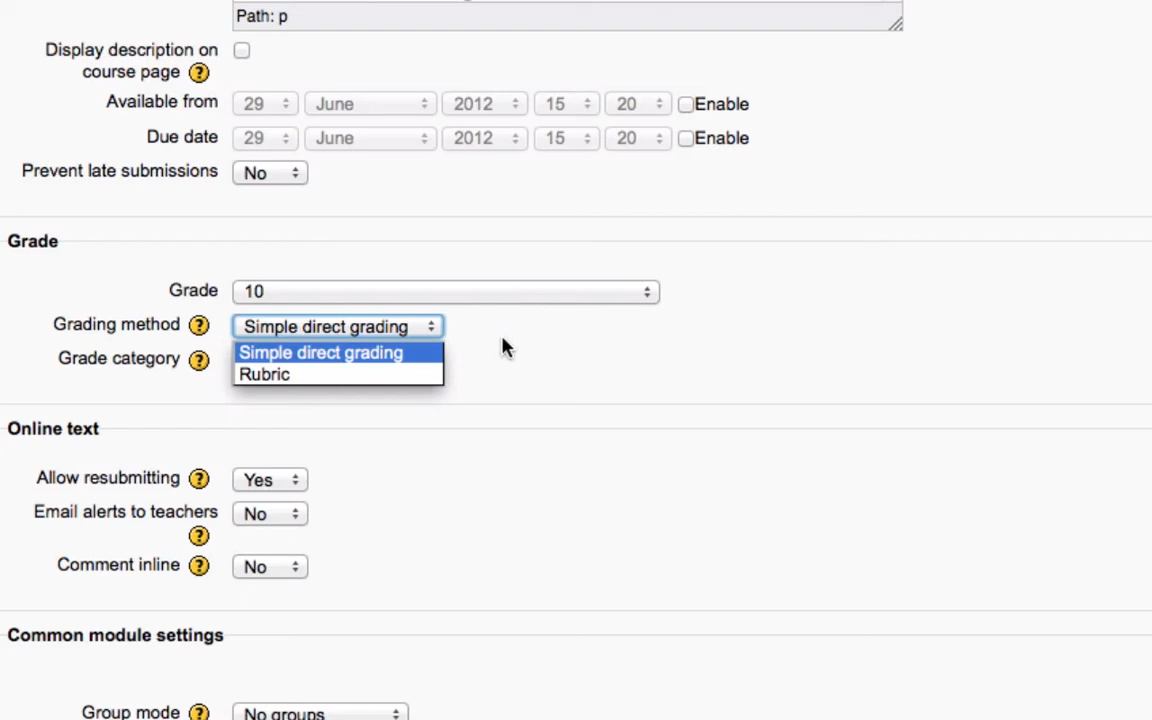 Path: p
Display description on
course page ?
Available from 29 June 2012 15 20 Enable
Due date 29 June 2012 15 20 Enable
Prevent late submissions No
Grade
Grade 10
Grading method ? Simple direct grading
Simple direct grading
Grade category ?
Rubric
Online text
Allow resubmitting ? Yes
Email alerts to teachers No
?
Comment inline ? No
Common module settings
Group mode ? No groups